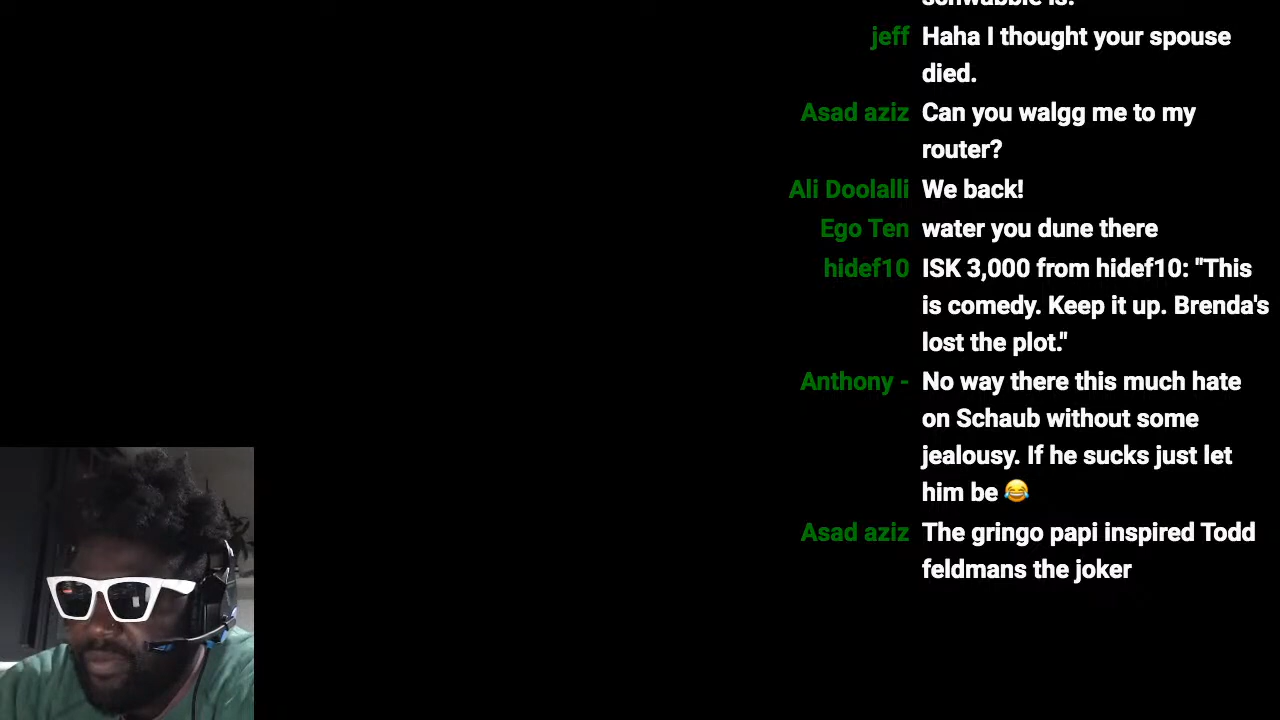 schwabbie is.
jeff Haha I thought your spouse
died.
Asad aziz Can you walgg me to my
router?
Ali Doolalli We back!
Ego Ten water you dune there
hidef10 ISK 3,000 from hidef10: "This
is comedy. Keep it up. Brenda's
lost the plot."
Anthony - No way there this much hate
on Schaub without some
jealousy. If he sucks just let
him be 😂
Asad aziz The gringo papi inspired Todd
feldmans the joker